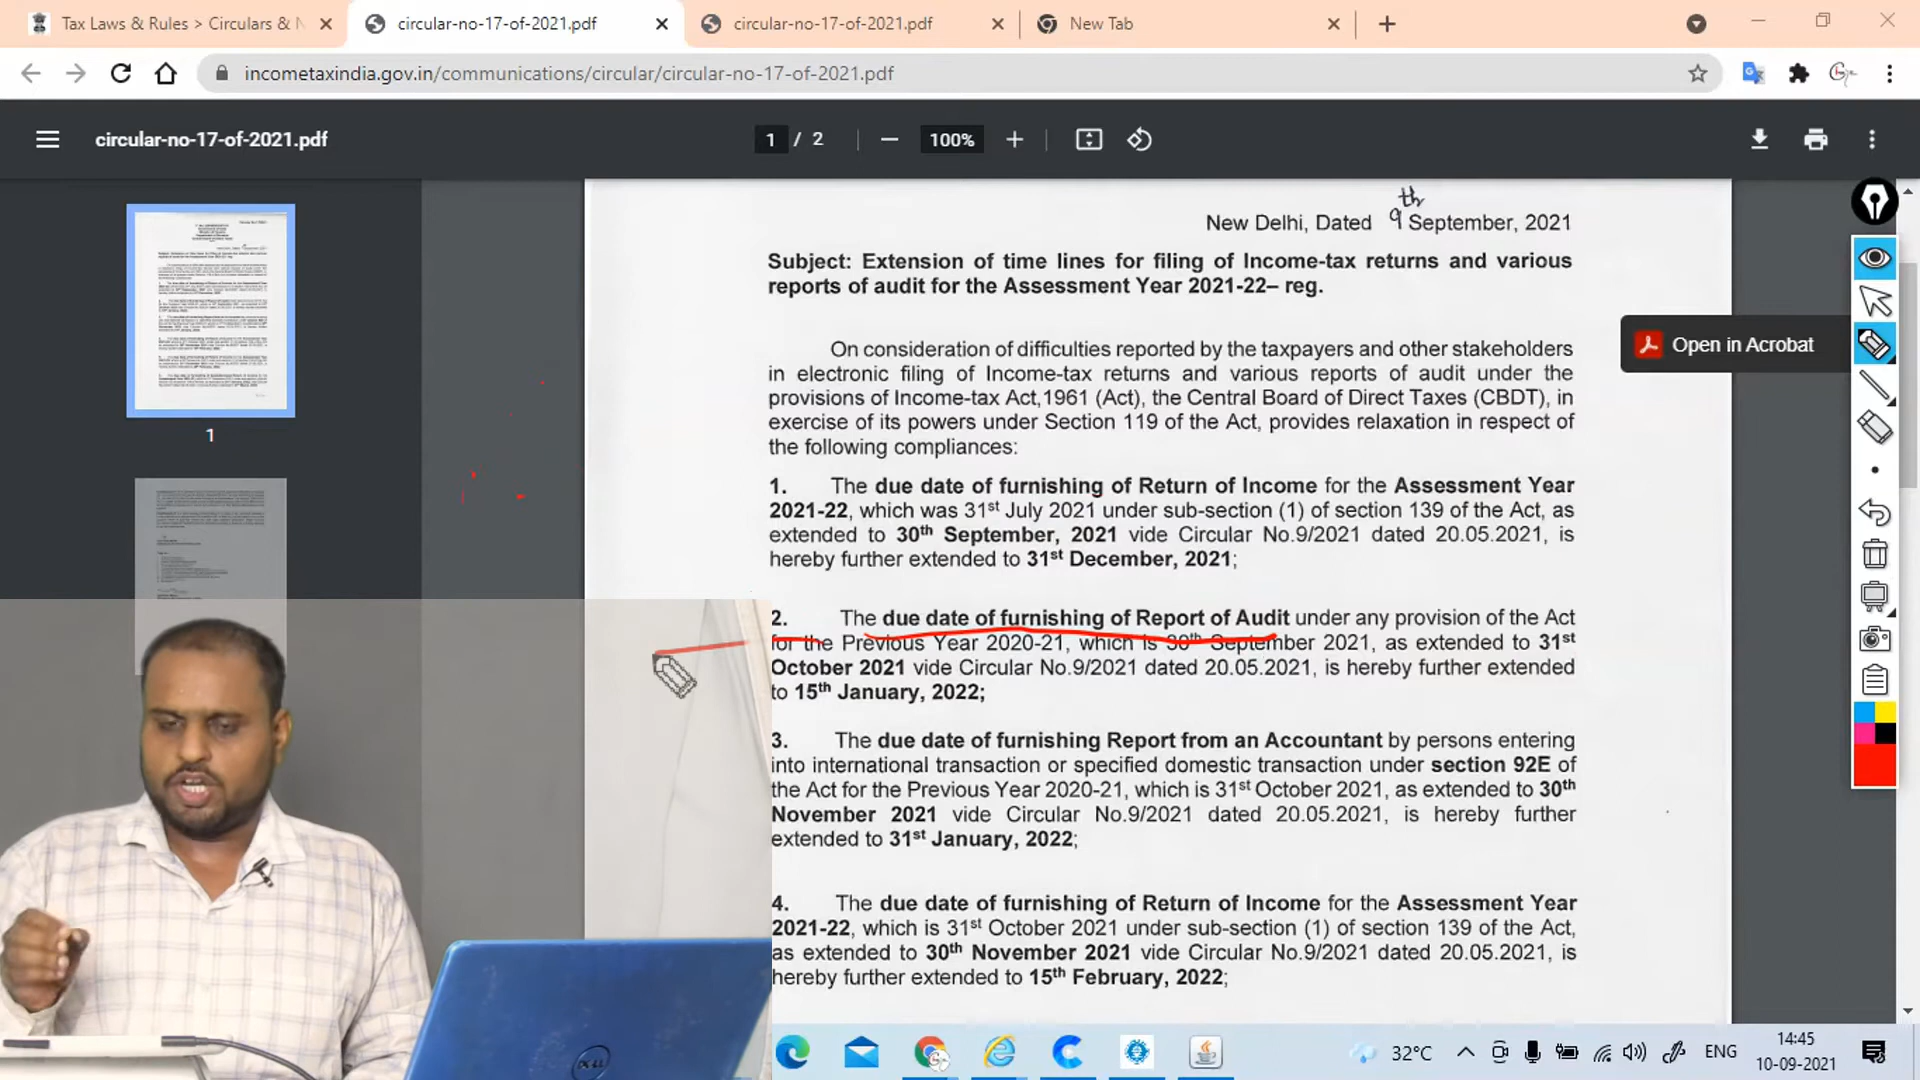 Tax Laws & Rules > Circulars & N
circular-no-17-of-2021.pdf
circular-no-17-of-2021.pdf
New Tab
incometaxindia.gov.in/communications/circular/circular-no-17-of-2021.pdf
circular-no-17-of-2021.pdf
1 / 2
100%
Open in Acrobat
1
New Delhi, Dated 9th September, 2021
Subject: Extension of time lines for filing of Income-tax returns and various
reports of audit for the Assessment Year 2021-22– reg.
On consideration of difficulties reported by the taxpayers and other stakeholders
in electronic filing of Income-tax returns and various reports of audit under the
provisions of Income-tax Act,1961 (Act), the Central Board of Direct Taxes (CBDT), in
exercise of its powers under Section 119 of the Act, provides relaxation in respect of
the following compliances:
1. The due date of furnishing of Return of Income for the Assessment Year
2021-22, which was 31st July 2021 under sub-section (1) of section 139 of the Act, as
extended to 30th September, 2021 vide Circular No.9/2021 dated 20.05.2021, is
hereby further extended to 31st December, 2021;
2. The due date of furnishing of Report of Audit under any provision of the Act
for the Previous Year 2020-21, which is 30th September 2021, as extended to 31st
October 2021 vide Circular No.9/2021 dated 20.05.2021, is hereby further extended
to 15th January, 2022;
3. The due date of furnishing Report from an Accountant by persons entering
into international transaction or specified domestic transaction under section 92E of
the Act for the Previous Year 2020-21, which is 31st October 2021, as extended to 30th
November 2021 vide Circular No.9/2021 dated 20.05.2021, is hereby further
extended to 31st January, 2022;
4. The due date of furnishing of Return of Income for the Assessment Year
2021-22, which is 31st October 2021 under sub-section (1) of section 139 of the Act,
as extended to 30th November 2021 vide Circular No.9/2021 dated 20.05.2021, is
hereby further extended to 15th February, 2022;
DELL
32°C
ENG
14:45
10-09-2021